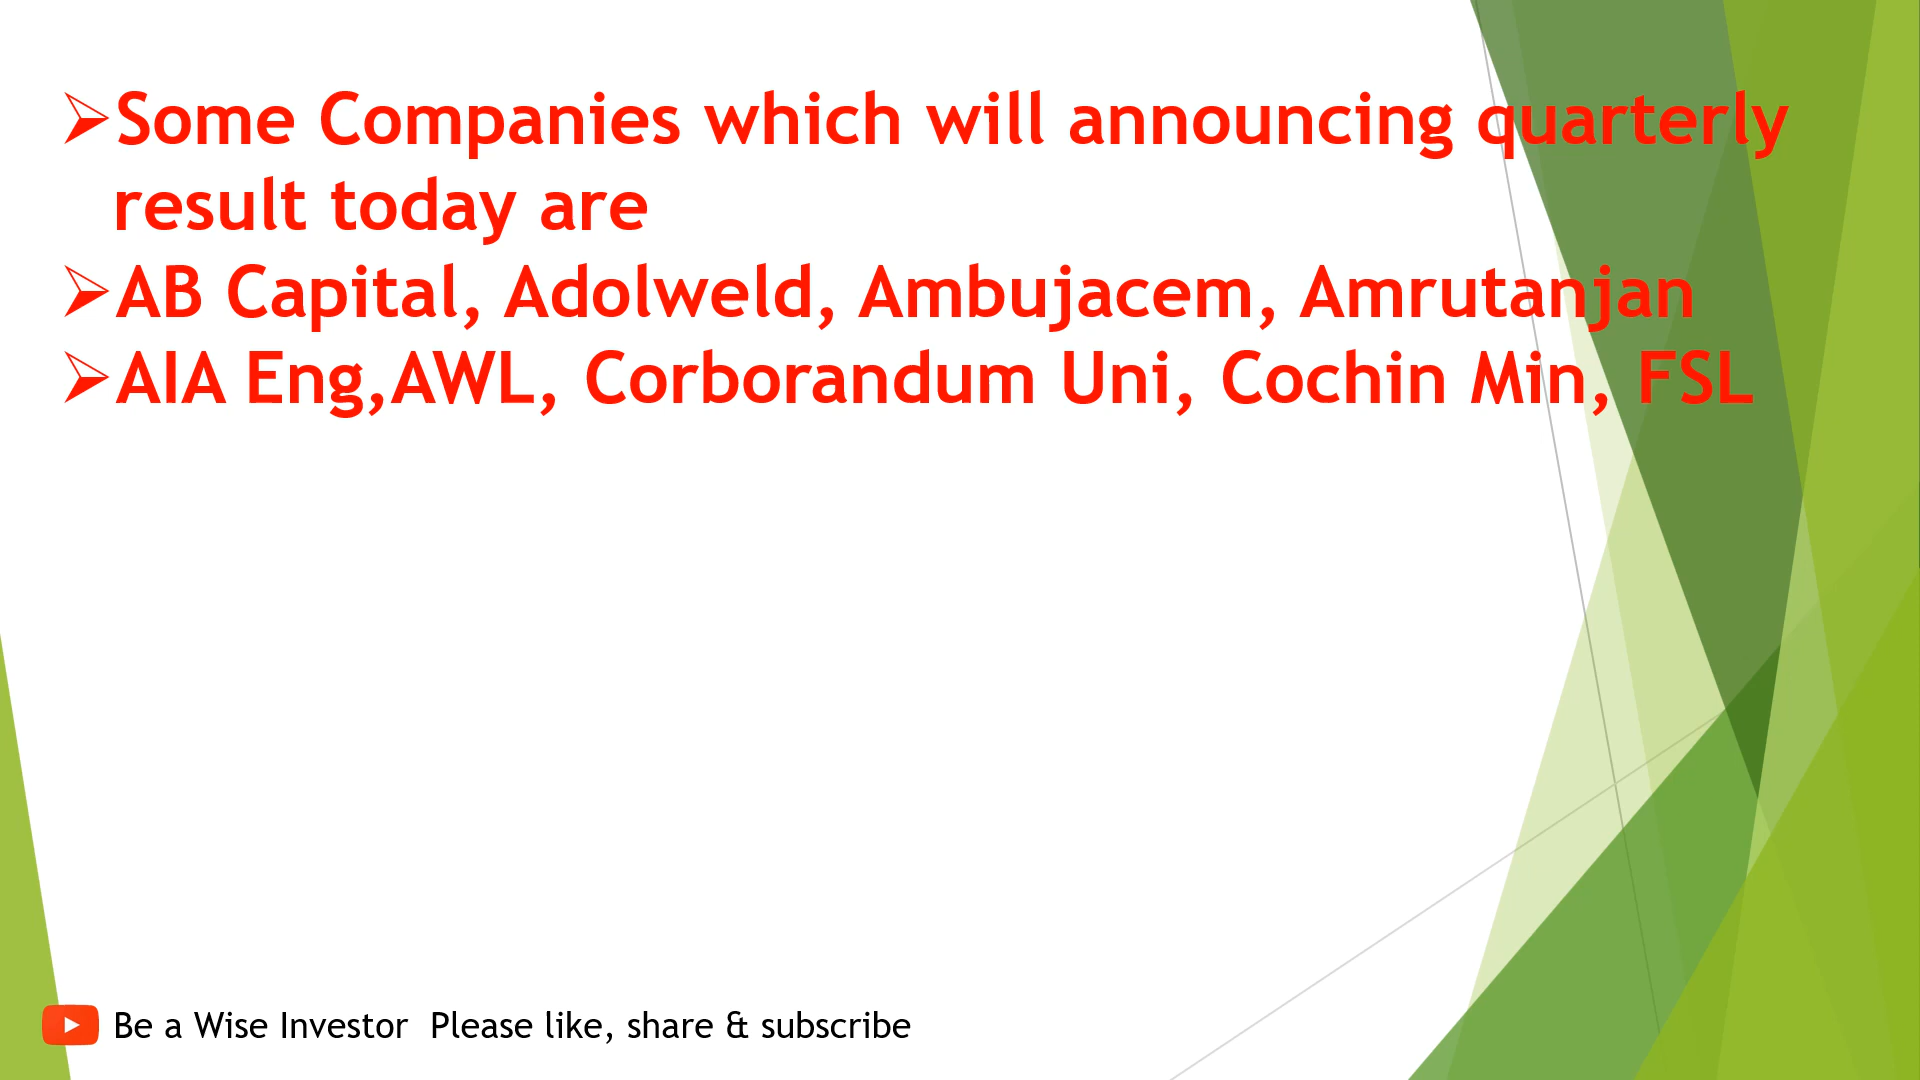 ➢Some Companies which will announcing quarterly
result today are
➢AB Capital, Adolweld, Ambujacem, Amrutanjan
➢AIA Eng,AWL, Corborandum Uni, Cochin Min, FSL
Be a Wise Investor Please like, share & subscribe